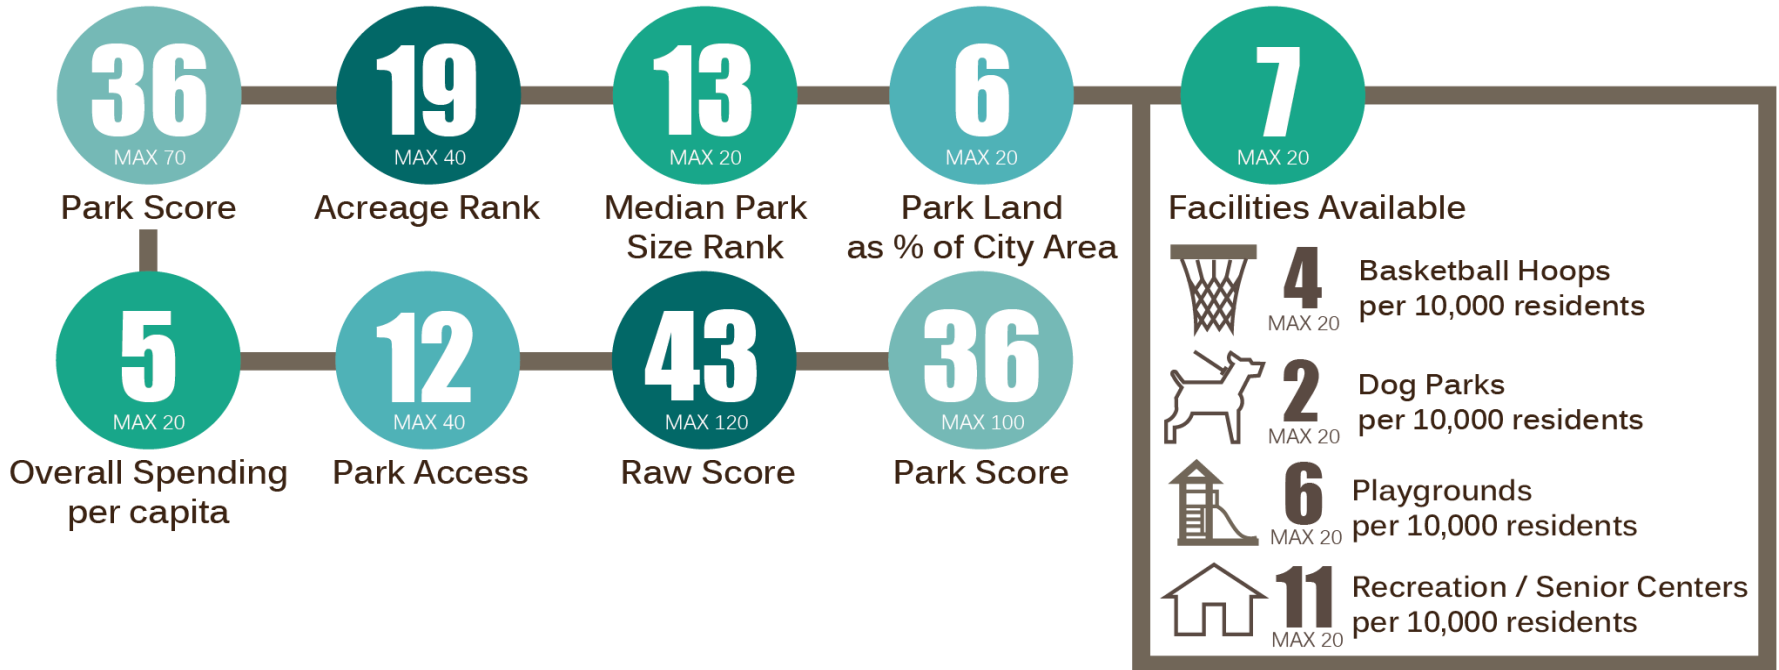 36
MAX 70
Park Score
19
MAX 40
Acreage Rank
13
MAX 20
Median Park
Size Rank
6
MAX 20
Park Land
as % of City Area
7
MAX 20
Facilities Available
4
MAX 20
Basketball Hoops
per 10,000 residents
2
MAX 20
Dog Parks
per 10,000 residents
6
MAX 20
Playgrounds
per 10,000 residents
11
MAX 20
Recreation / Senior Centers
per 10,000 residents
5
MAX 20
Overall Spending
per capita
12
MAX 40
Park Access
43
MAX 120
Raw Score
36
MAX 100
Park Score